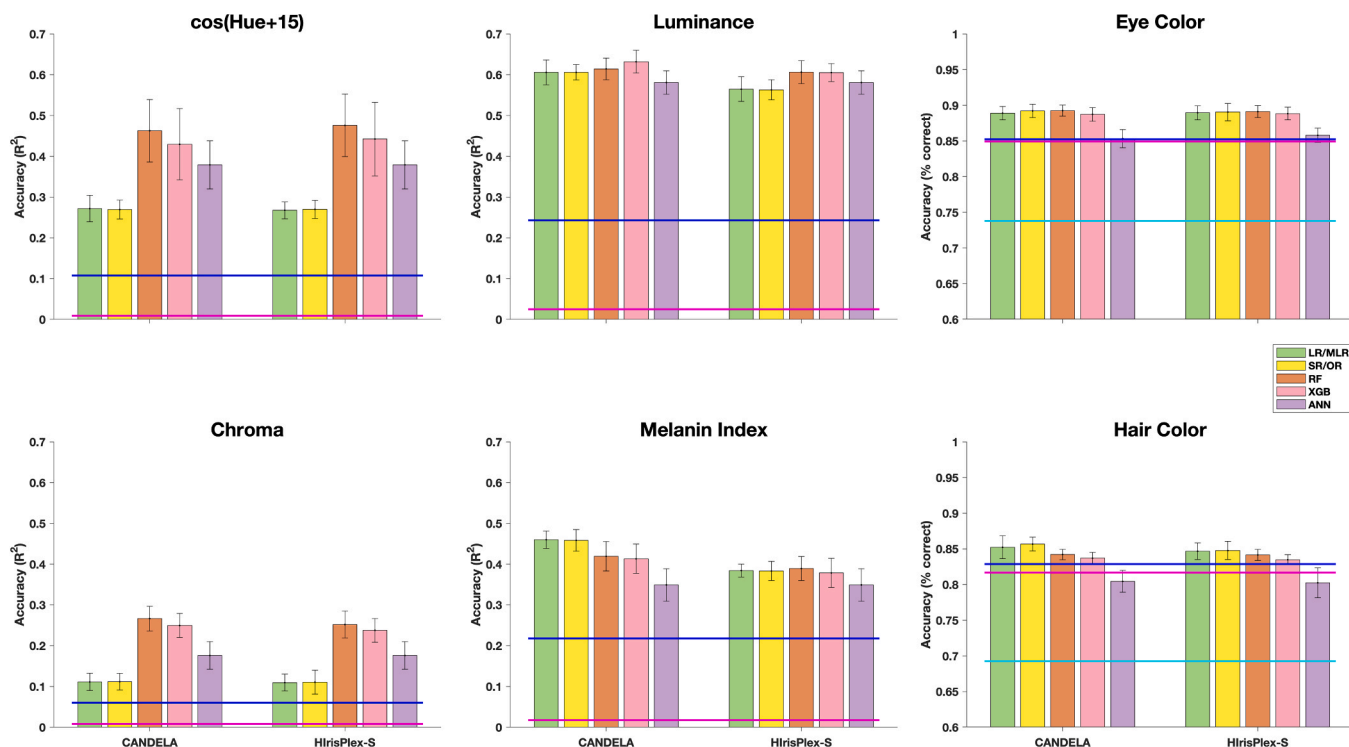 cos(Hue+15)
Accuracy (R²)
0.7
0.6
0.5
0.4
0.3
0.2
0.1
0
Luminance
Accuracy (R²)
0.7
0.6
0.5
0.4
0.3
0.2
0.1
0
Eye Color
Accuracy (% correct)
1
0.95
0.9
0.85
0.8
0.75
0.7
0.65
0.6
LR/MLR
SR/OR
RF
XGB
ANN
Chroma
Accuracy (R²)
0.7
0.6
0.5
0.4
0.3
0.2
0.1
0
CANDELA HIrisPlex-S
Melanin Index
Accuracy (R²)
0.7
0.6
0.5
0.4
0.3
0.2
0.1
0
CANDELA HIrisPlex-S
Hair Color
Accuracy (% correct)
1
0.95
0.9
0.85
0.8
0.75
0.7
0.65
0.6
CANDELA HIrisPlex-S